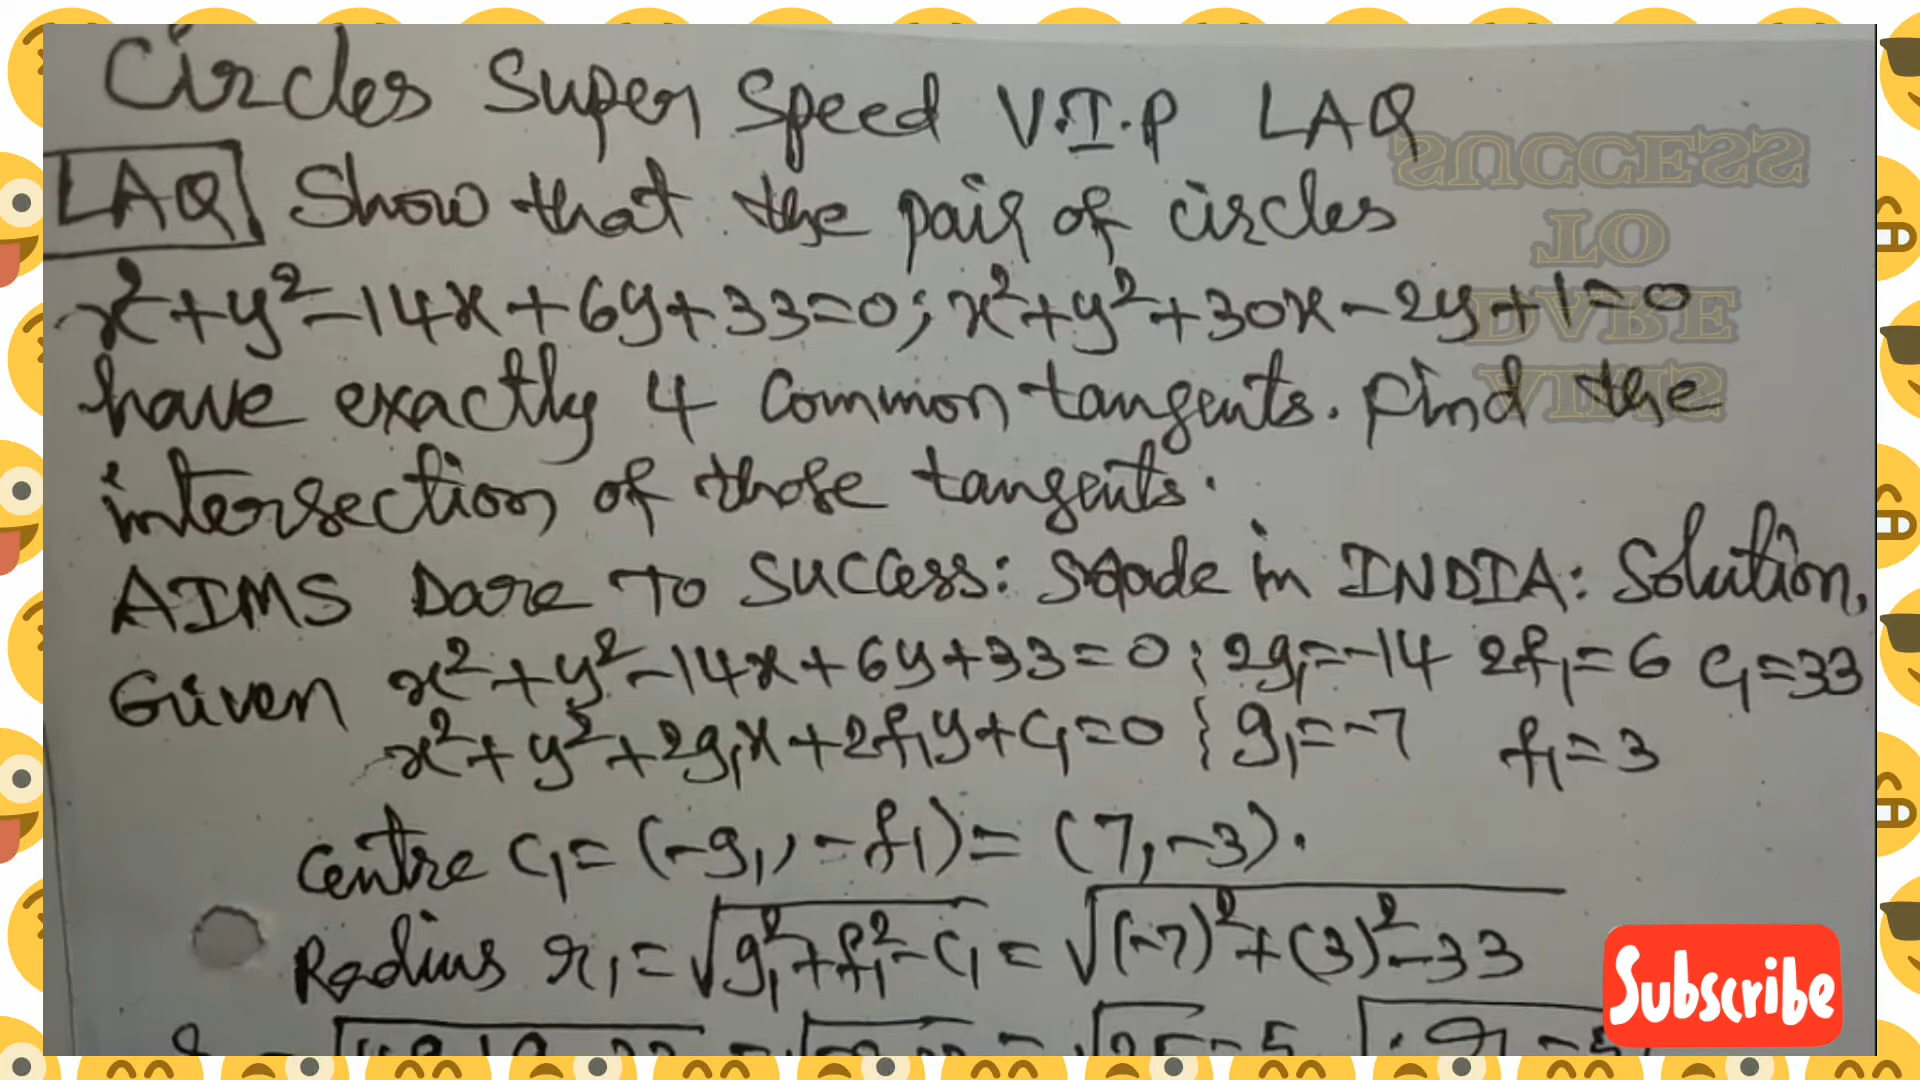 Circles Super Speed V.I.P LAQ
LAQ Show that the pair of circles
x²+y²-14x+6y+33=0; x²+y²+30x-2y+1=0
have exactly 4 common tangents. Find the
intersection of those tangents.
AIMS Dare To Success: Made in INDIA: Solution,
Given x²+y²-14x+6y+33=0; 2g₁=-14 2f₁=6 c₁=33
x²+y²+2g₁x+2f₁y+c₁=0 } g₁=-7 f₁=3
centre c₁=(-g₁,-f₁)=(7,-3).
Radius r₁=√g₁²+f₁²-c₁=√(-7)²+(3)²-33
SUCCESS
TO
DARE
AIMS
Subscribe